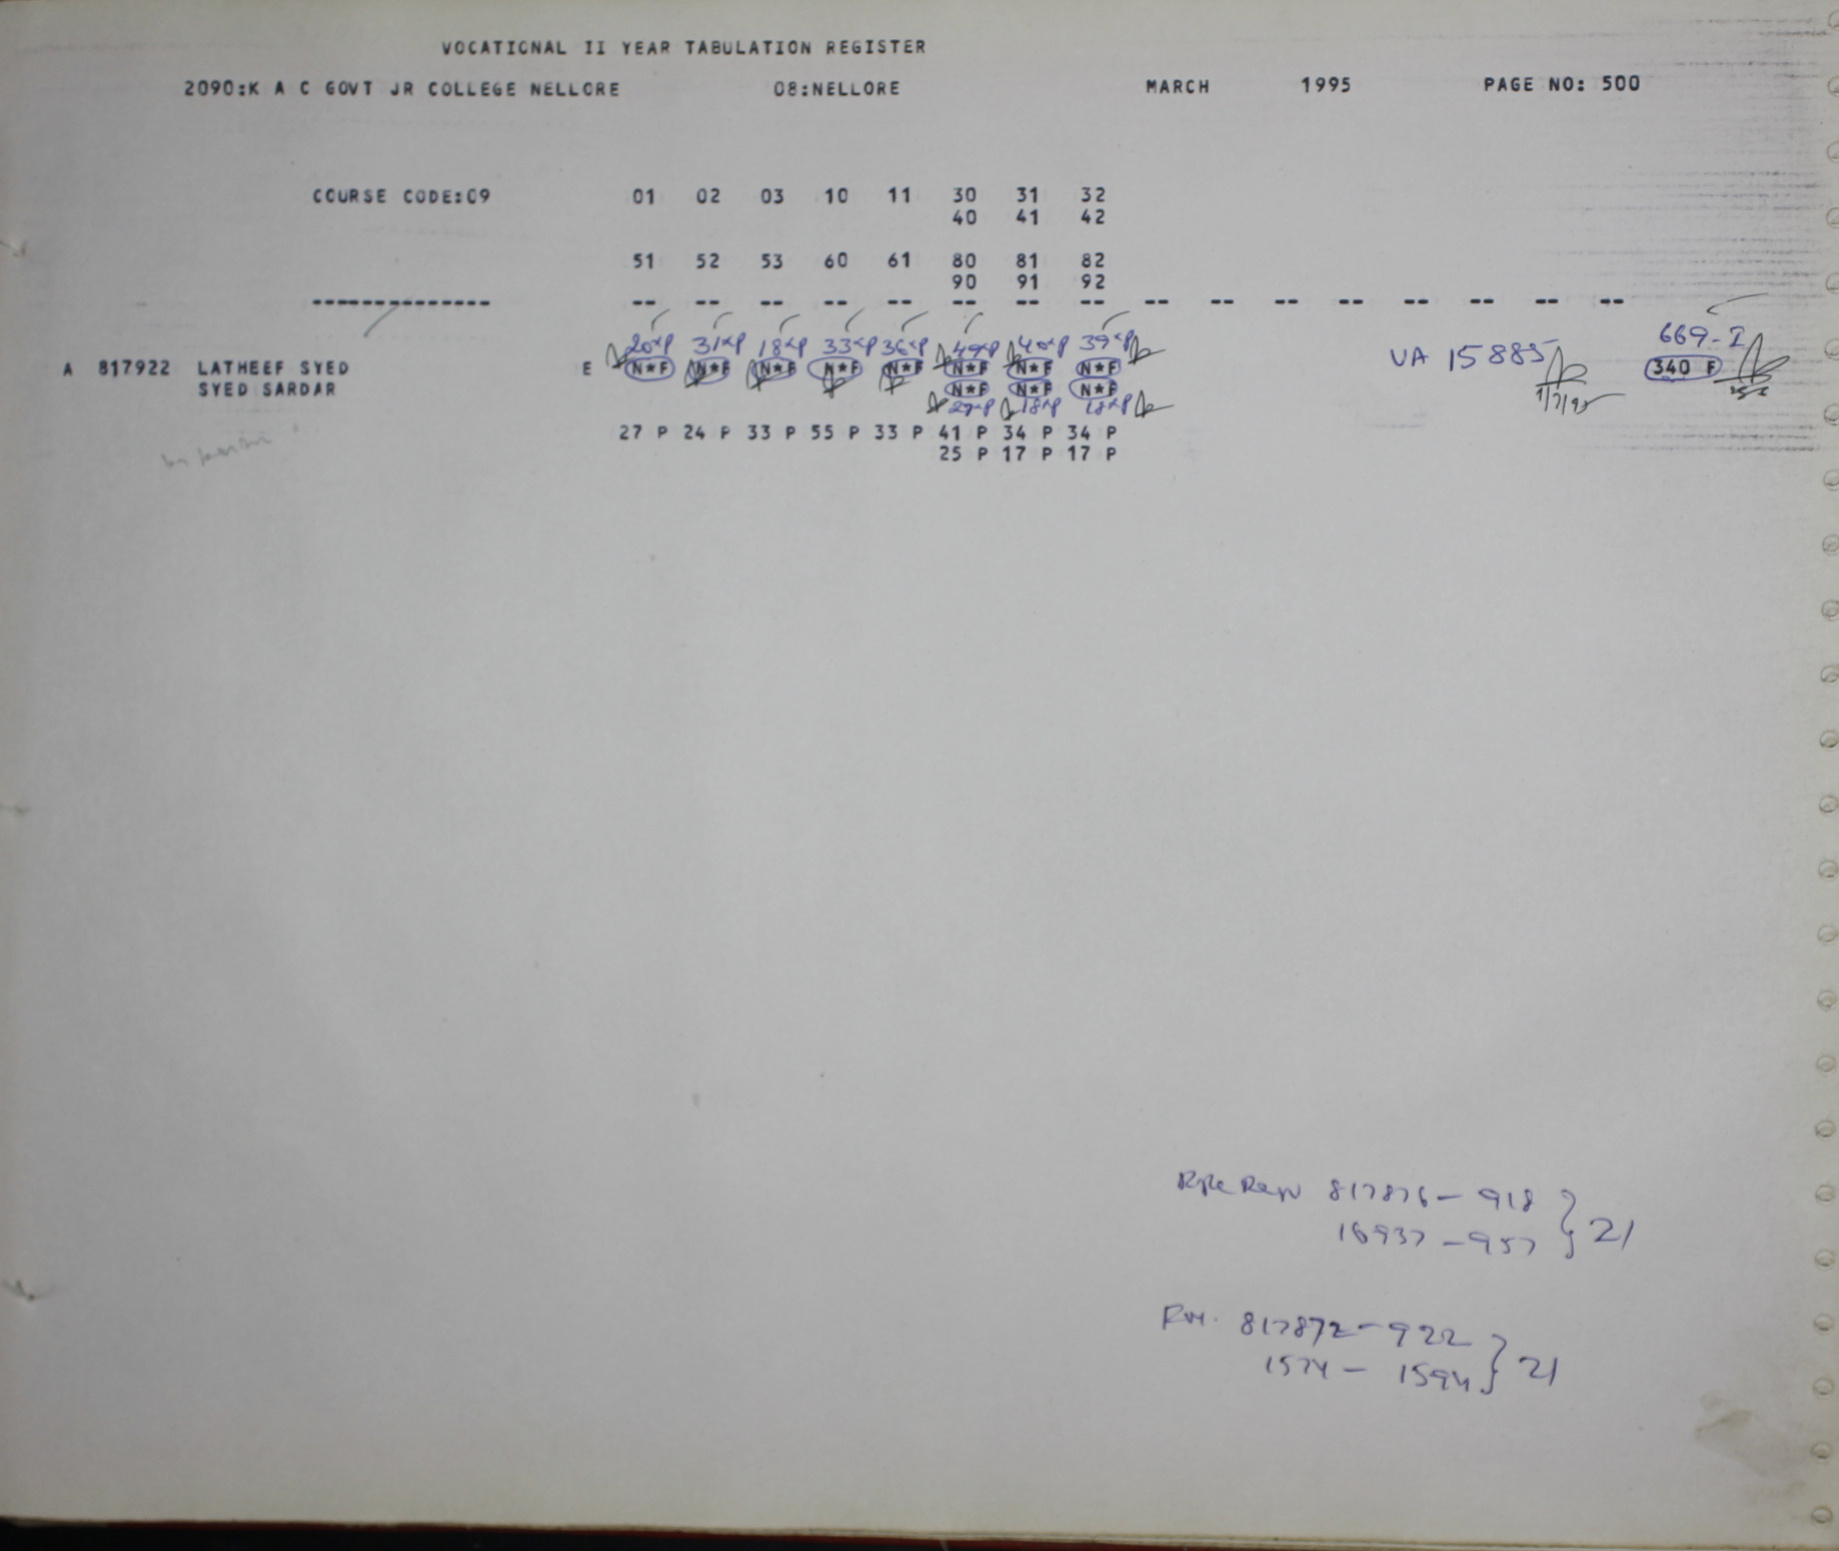 VOCATIONAL II YEAR TABULATION REGISTER
2090:K A C GOVT JR COLLEGE NELLORE 08:NELLORE MARCH 1995 PAGE NO: 500
COURSE CODE:09 01 02 03 10 11 30 31 32
40 41 42
51 52 53 60 61 80 81 82
90 91 92
-------------- -- -- -- -- -- -- -- -- -- -- -- -- -- -- -- --
20*P 31*P 18*P 33*P 36*P 49*P 40*P 39*P 669-I
A 817922 LATHEEF SYED E N*F N*F N*F N*F N*F N*F N*F N*F VA 15885 340 F
SYED SARDAR N*F N*F N*F
29*P 18*P 18*P 1/7/95
27 P 24 P 33 P 55 P 33 P 41 P 34 P 34 P
25 P 17 P 17 P
817876 - 918
16937 - 957 } 21
817872 - 922
1574 - 1594 } 21